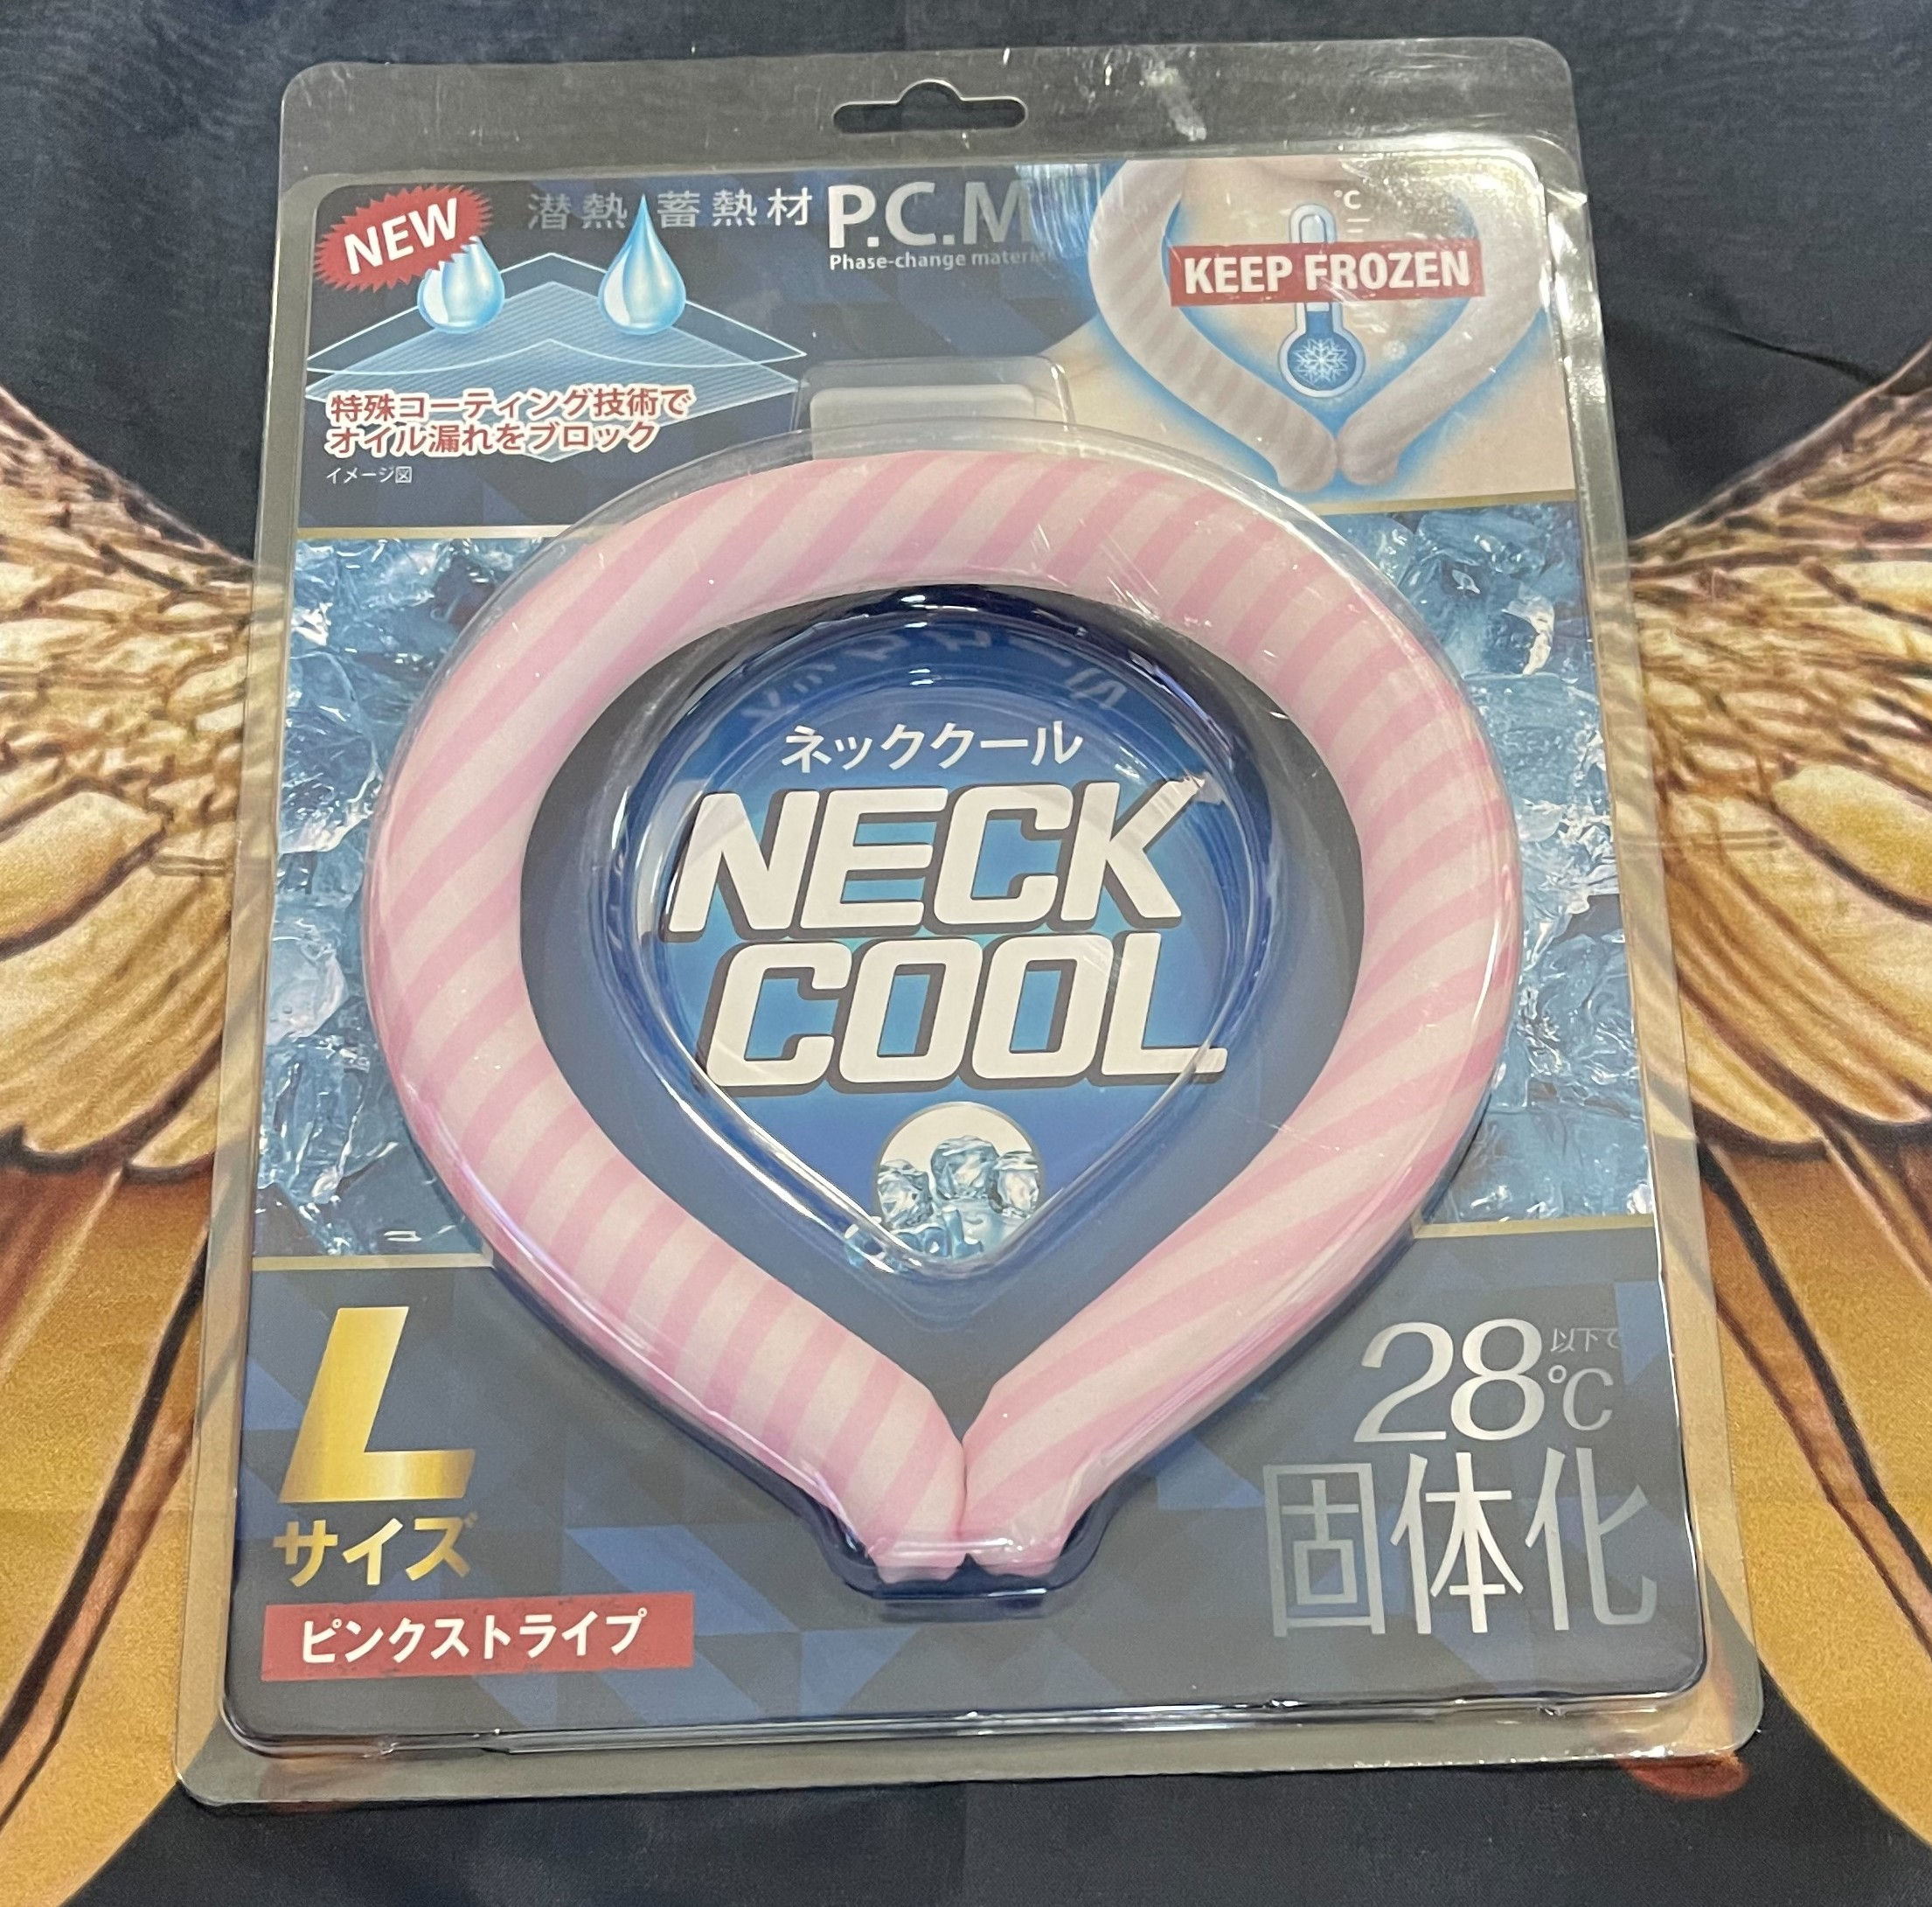 NEW
潜熱 蓄熱材 P.C.M
Phase-change materi
°C
KEEP FROZEN
特殊コーティング技術で
オイル漏れをブロック
イメージ図
ネッククール
NECK
COOL
L
サイズ
ピンクストライプ
28℃以下で
固体化